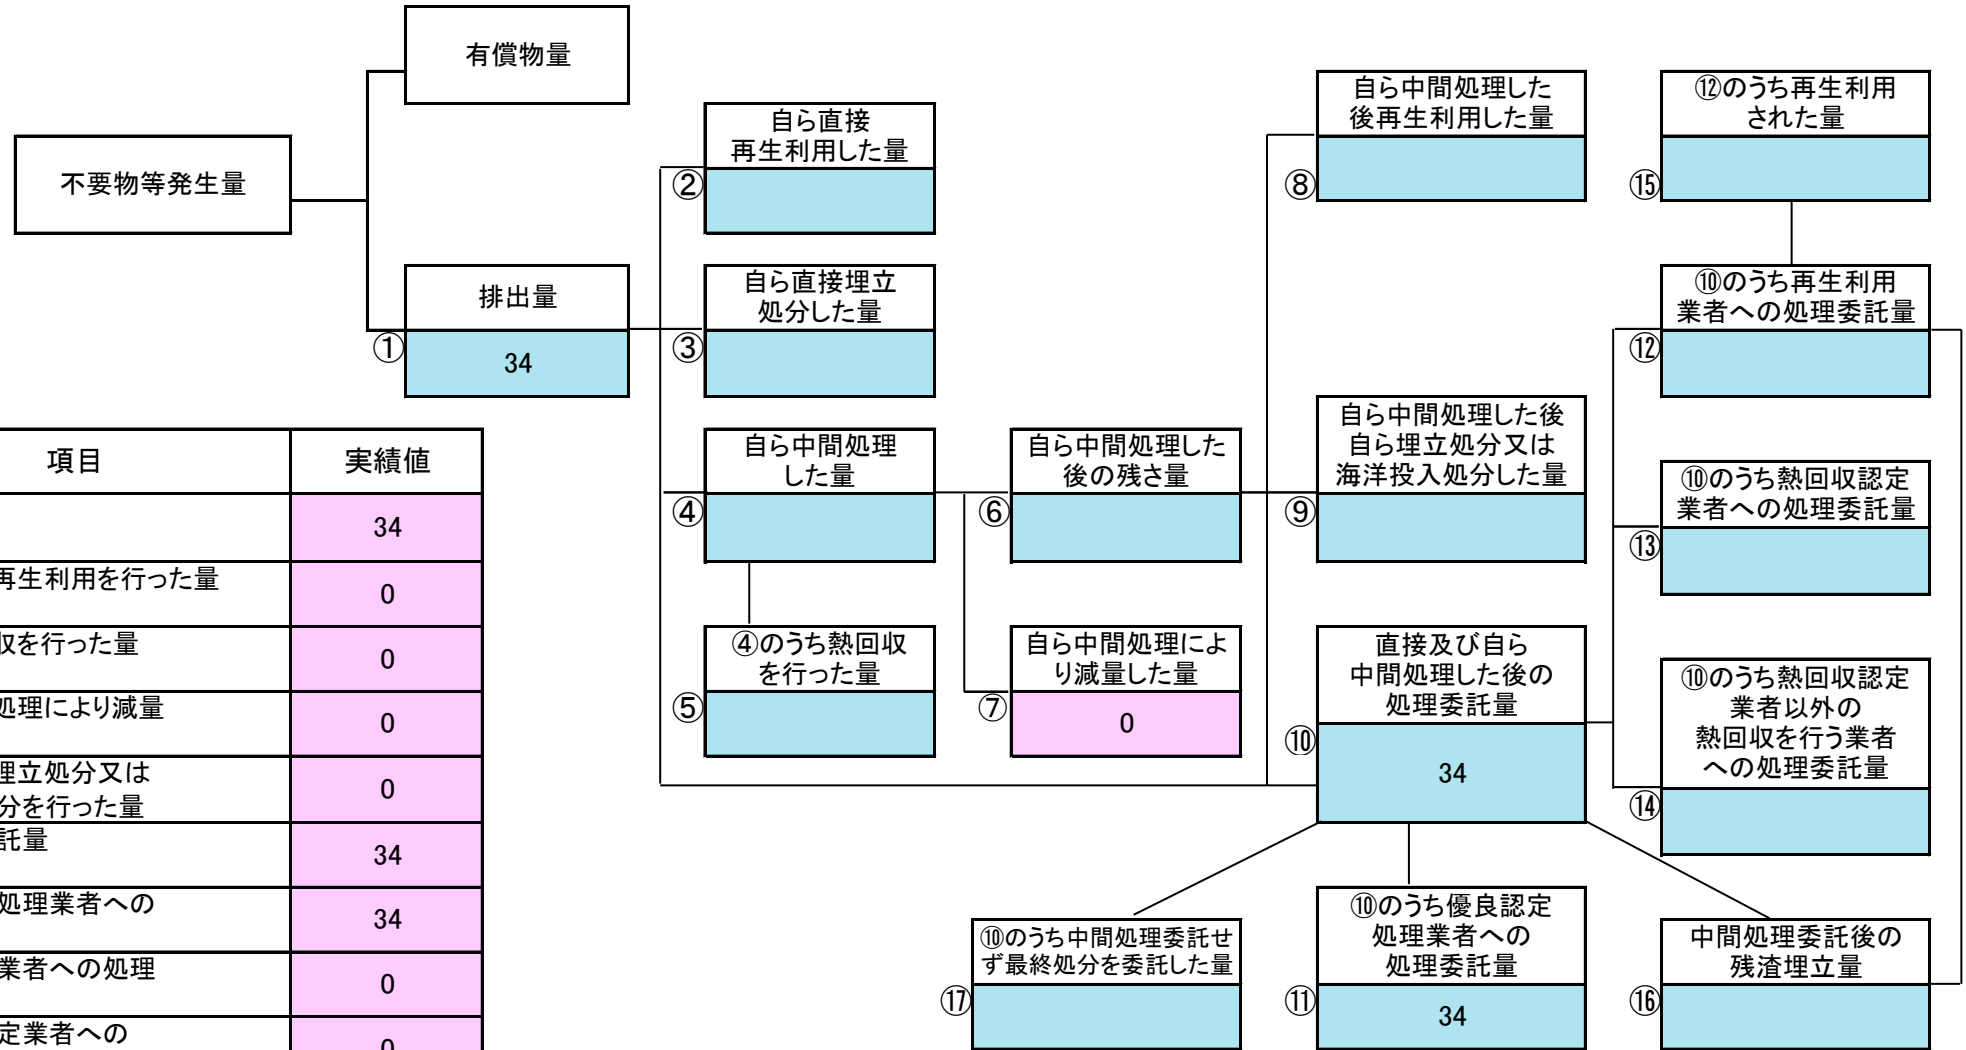 有償物量
不要物等発生量
排出量
①
34
自ら直接
再生利用した量
②
自ら直接埋立
処分した量
③
自ら中間処理
した量
④
④のうち熱回収
を行った量
⑤
自ら中間処理した
後の残さ量
⑥
自ら中間処理によ
り減量した量
⑦
0
自ら中間処理した
後再生利用した量
⑧
自ら中間処理した後
自ら埋立処分又は
海洋投入処分した量
⑨
直接及び自ら
中間処理した後の
処理委託量
⑩
34
⑫のうち再生利用
された量
⑮
⑩のうち再生利用
業者への処理委託量
⑫
⑩のうち熱回収認定
業者への処理委託量
⑬
⑩のうち熱回収認定
業者以外の
熱回収を行う業者
への処理委託量
⑭
⑩のうち中間処理委託せ
ず最終処分を委託した量
⑰
⑩のうち優良認定
処理業者への
処理委託量
⑪
34
中間処理委託後の
残渣埋立量
⑯
項目 実績値
34
再生利用を行った量
0
収を行った量
0
処理により減量
0
埋立処分又は
分を行った量
0
託量
34
処理業者への
34
業者への処理
0
定業者への
0